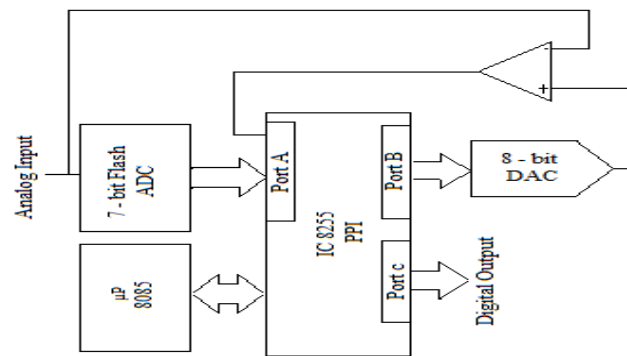 Analog Input
7 - bit Flash
ADC
µP
8085
Port A
IC 8255
PPI
Port B
Port c
8 - bit
DAC
Digital Output
-
+